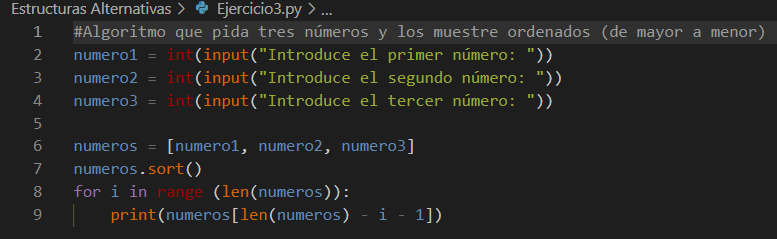 Estructuras Alternativas > Ejercicio3.py > ...
1 #Algoritmo que pida tres números y los muestre ordenados (de mayor a menor)
2 numero1 = int(input("Introduce el primer número: "))
3 numero2 = int(input("Introduce el segundo número: "))
4 numero3 = int(input("Introduce el tercer número: "))
5
6 numeros = [numero1, numero2, numero3]
7 numeros.sort()
8 for i in range (len(numeros)):
9     print(numeros[len(numeros) - i - 1])